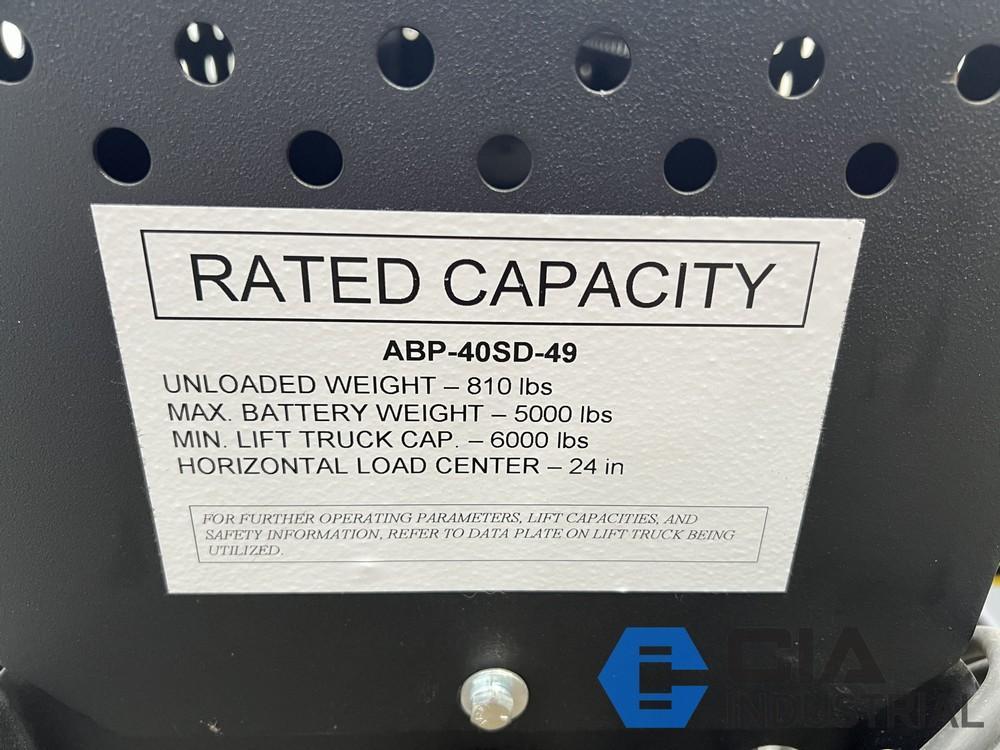 RATED CAPACITY
ABP-40SD-49
UNLOADED WEIGHT – 810 lbs
MAX. BATTERY WEIGHT – 5000 lbs
MIN. LIFT TRUCK CAP. – 6000 lbs
HORIZONTAL LOAD CENTER – 24 in
FOR FURTHER OPERATING PARAMETERS, LIFT CAPACITIES, AND
SAFETY INFORMATION, REFER TO DATA PLATE ON LIFT TRUCK BEING
UTILIZED.
CIA
INDUSTRIAL